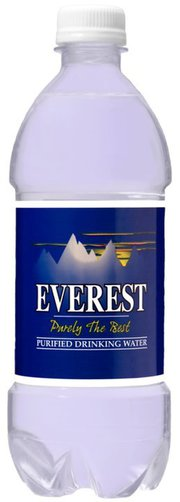 EVEREST
Purely The Best
PURIFIED DRINKING WATER